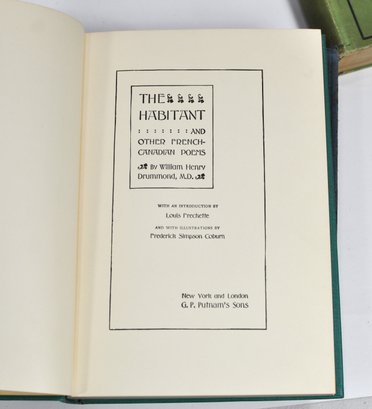 THE
HABITANT
: : : : : : : AND
OTHER FRENCH-
CANADIAN POEMS
By William Henry
Drummond, M.D.
WITH AN INTRODUCTION BY
Louis Frechette
AND WITH ILLUSTRATIONS BY
Frederick Simpson Coburn
New York and London
G. P. Putnam's Sons